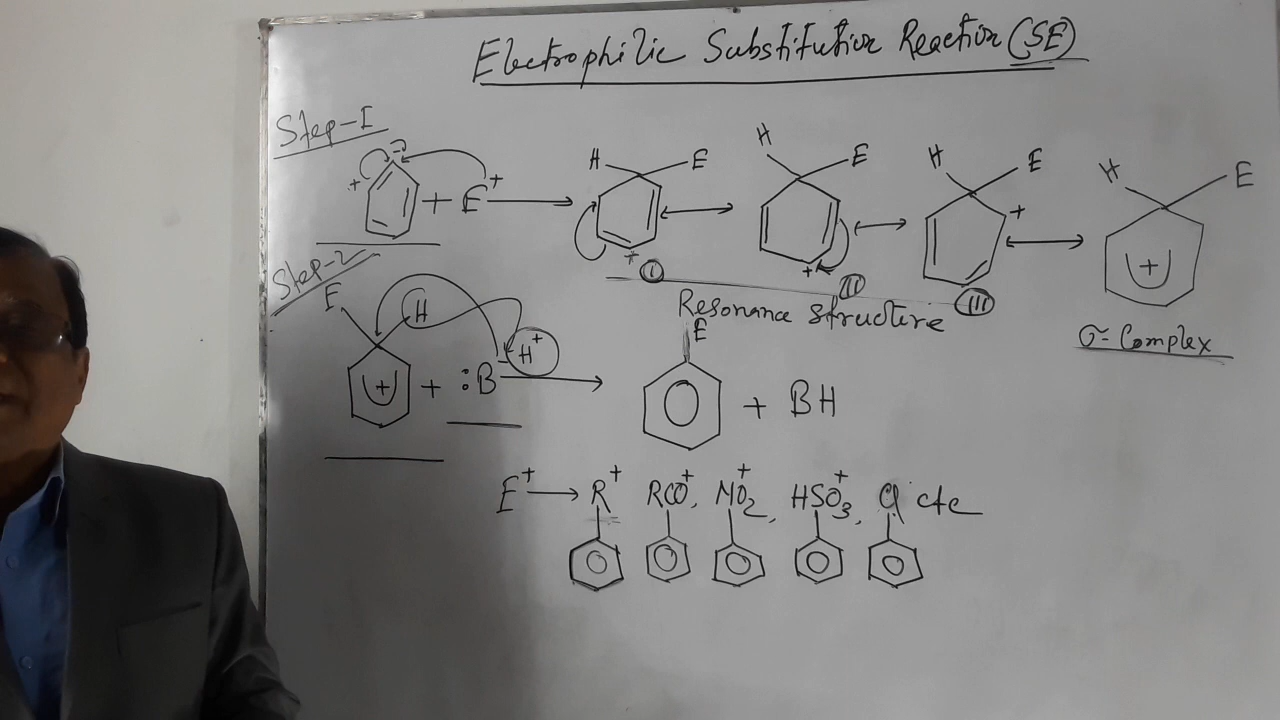 Electrophilic Substitution Reaction (SE)
Step-I
+ − + E+ →
H E + I ↔
H E + II ↔
H E + III ↔
H E +
Resonance structure
σ-Complex
Step-2
E H + + :B− H+ →
E + BH
E+ → R+ RCO+, NO2+, HSO3+, Cl etc